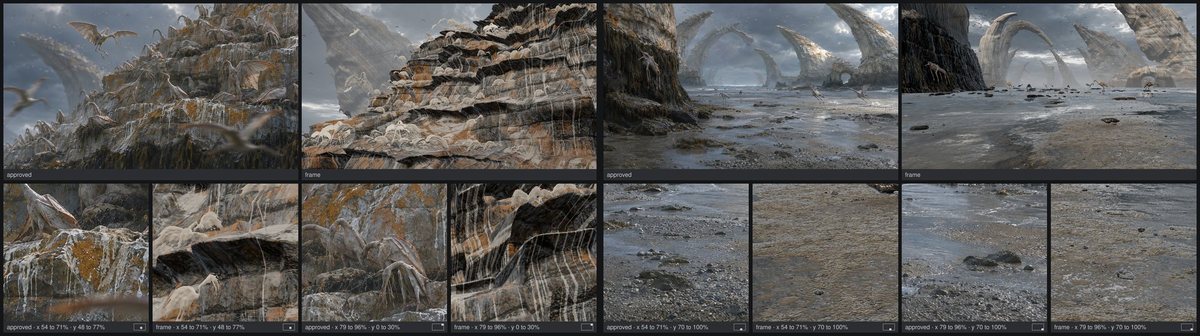 approved
frame
approved
frame
approved - x 54 to 71% · y 48 to 77%
frame - x 54 to 71% · y 48 to 77%
approved - x 79 to 96% · y 0 to 30%
frame - x 79 to 96% · y 0 to 30%
approved - x 54 to 71% · y 70 to 100%
frame - x 54 to 71% · y 70 to 100%
approved - x 79 to 96% · y 70 to 100%
frame - x 79 to 96% · y 70 to 100%